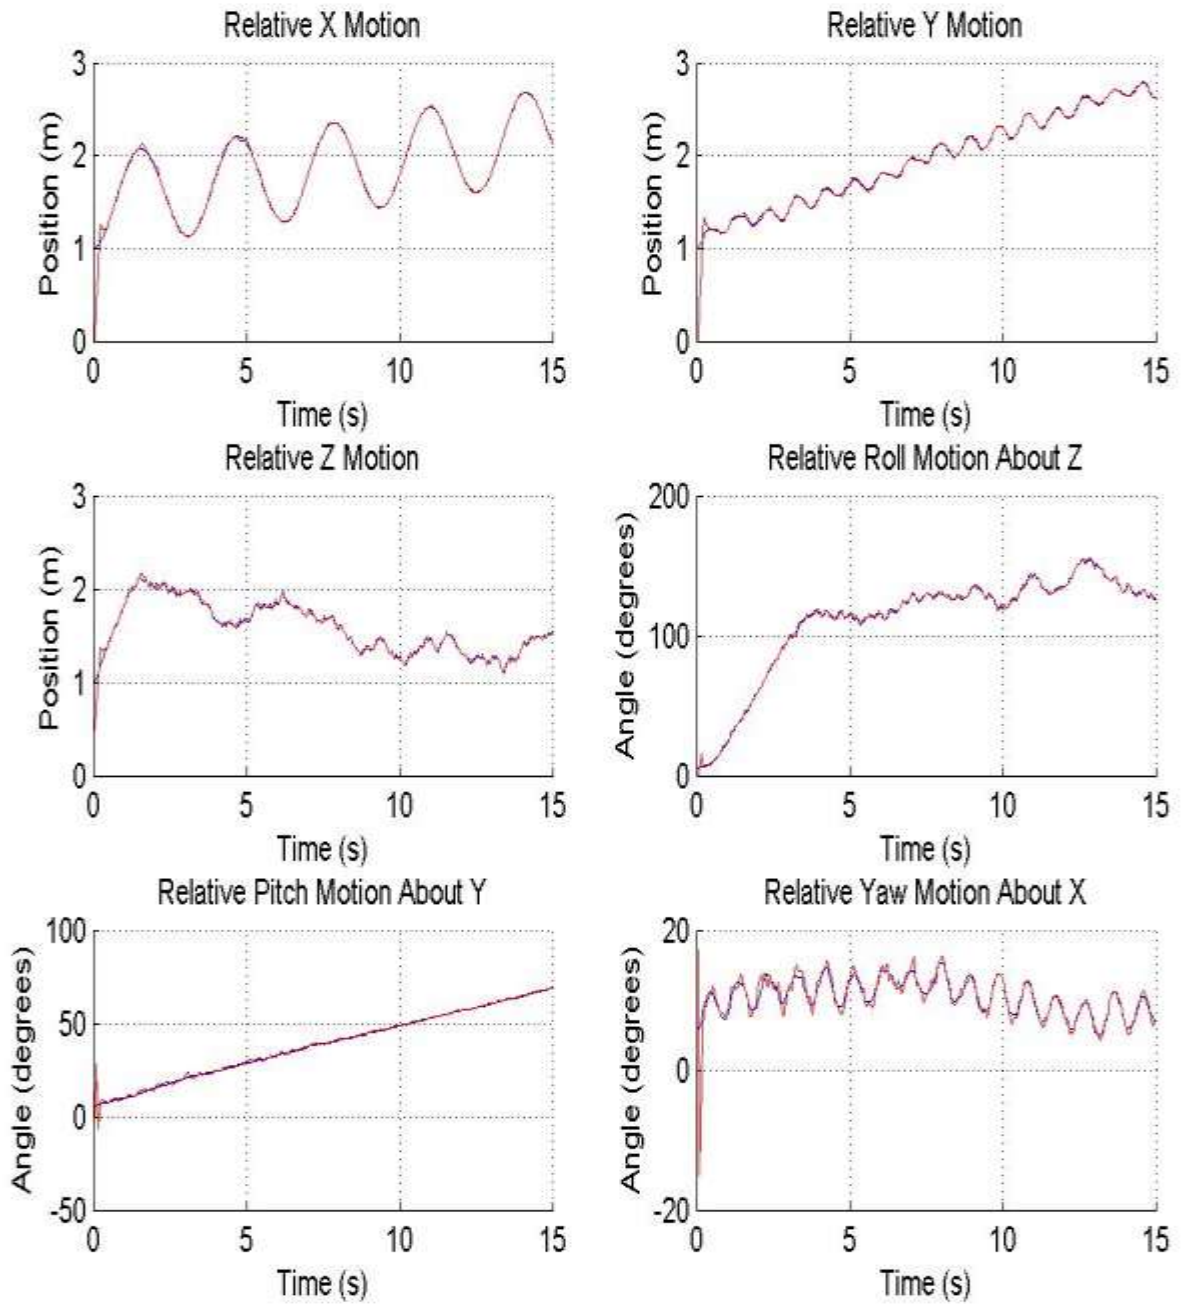 Relative X Motion
3
2
1
0
Position (m)
0 5 10 15
Time (s)
Relative Y Motion
3
2
1
0
Position (m)
0 5 10 15
Time (s)
Relative Z Motion
3
2
1
0
Position (m)
0 5 10 15
Time (s)
Relative Roll Motion About Z
200
100
0
Angle (degrees)
0 5 10 15
Time (s)
Relative Pitch Motion About Y
100
50
0
-50
Angle (degrees)
0 5 10 15
Time (s)
Relative Yaw Motion About X
20
0
-20
Angle (degrees)
0 5 10 15
Time (s)